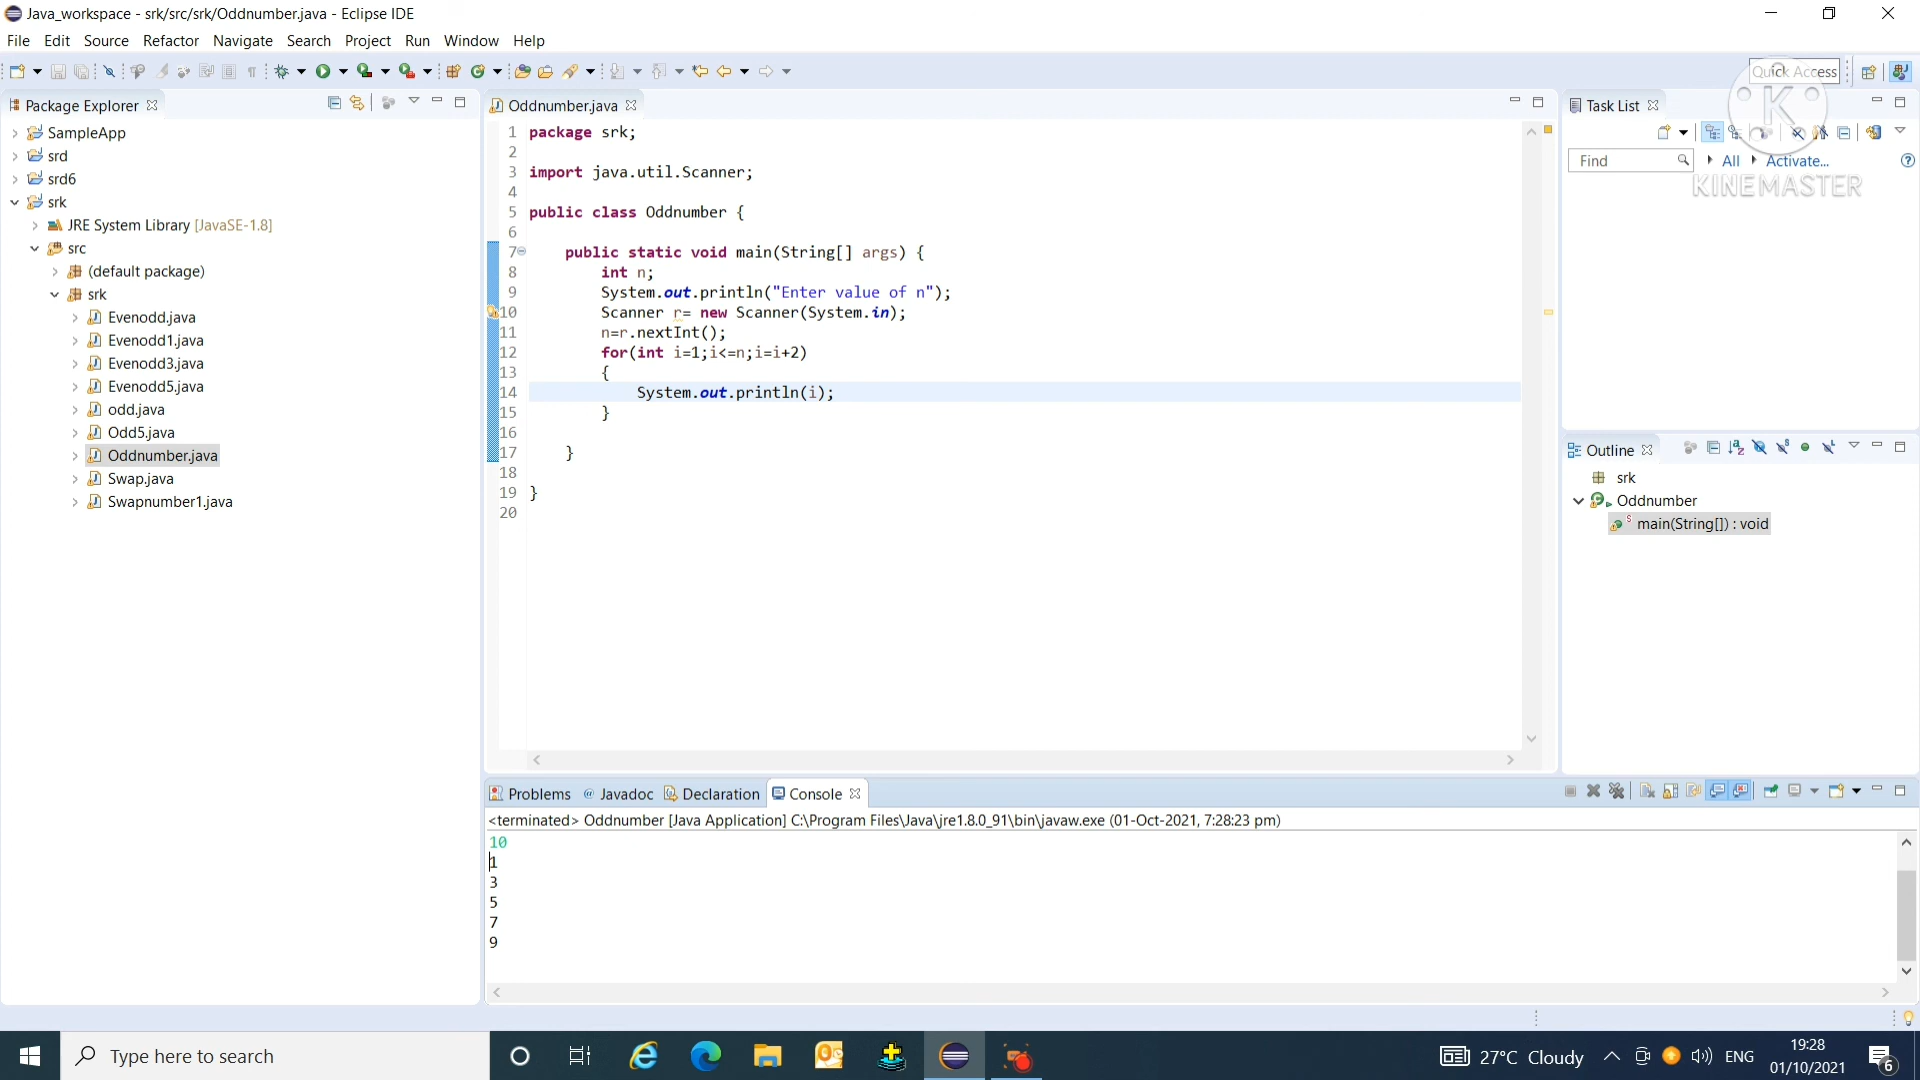 Java_workspace - srk/src/srk/Oddnumber.java - Eclipse IDE
File Edit Source Refactor Navigate Search Project Run Window Help
Quick Access
K
KINEMASTER
Package Explorer
SampleApp
srd
srd6
srk
JRE System Library [JavaSE-1.8]
src
(default package)
srk
Evenodd.java
Evenodd1.java
Evenodd3.java
Evenodd5.java
odd.java
Odd5.java
Oddnumber.java
Swap.java
Swapnumber1.java
Oddnumber.java
1 package srk;
2
3 import java.util.Scanner;
4
5 public class Oddnumber {
6
7 public static void main(String[] args) {
8 int n;
9 System.out.println("Enter value of n");
10 Scanner r= new Scanner(System.in);
11 n=r.nextInt();
12 for(int i=1;i<=n;i=i+2)
13 {
14 System.out.println(i);
15 }
16
17 }
18
19 }
20
Task List
Find All Activate...
Outline
srk
Oddnumber
main(String[]) : void
Problems Javadoc Declaration Console
<terminated> Oddnumber [Java Application] C:\Program Files\Java\jre1.8.0_91\bin\javaw.exe (01-Oct-2021, 7:28:23 pm)
10
1
3
5
7
9
Type here to search
27°C Cloudy
ENG
19:28
01/10/2021
6